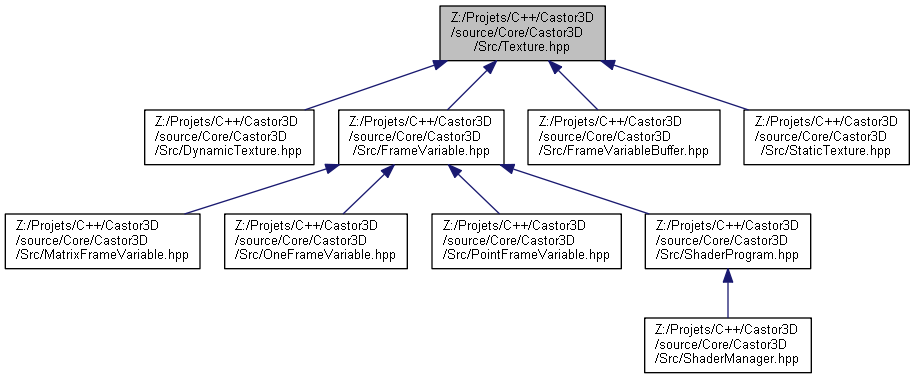 Z:/Projets/C++/Castor3D
/source/Core/Castor3D
/Src/Texture.hpp
Z:/Projets/C++/Castor3D
/source/Core/Castor3D
/Src/DynamicTexture.hpp
Z:/Projets/C++/Castor3D
/source/Core/Castor3D
/Src/FrameVariable.hpp
Z:/Projets/C++/Castor3D
/source/Core/Castor3D
/Src/FrameVariableBuffer.hpp
Z:/Projets/C++/Castor3D
/source/Core/Castor3D
/Src/StaticTexture.hpp
Z:/Projets/C++/Castor3D
/source/Core/Castor3D
/Src/MatrixFrameVariable.hpp
Z:/Projets/C++/Castor3D
/source/Core/Castor3D
/Src/OneFrameVariable.hpp
Z:/Projets/C++/Castor3D
/source/Core/Castor3D
/Src/PointFrameVariable.hpp
Z:/Projets/C++/Castor3D
/source/Core/Castor3D
/Src/ShaderProgram.hpp
Z:/Projets/C++/Castor3D
/source/Core/Castor3D
/Src/ShaderManager.hpp